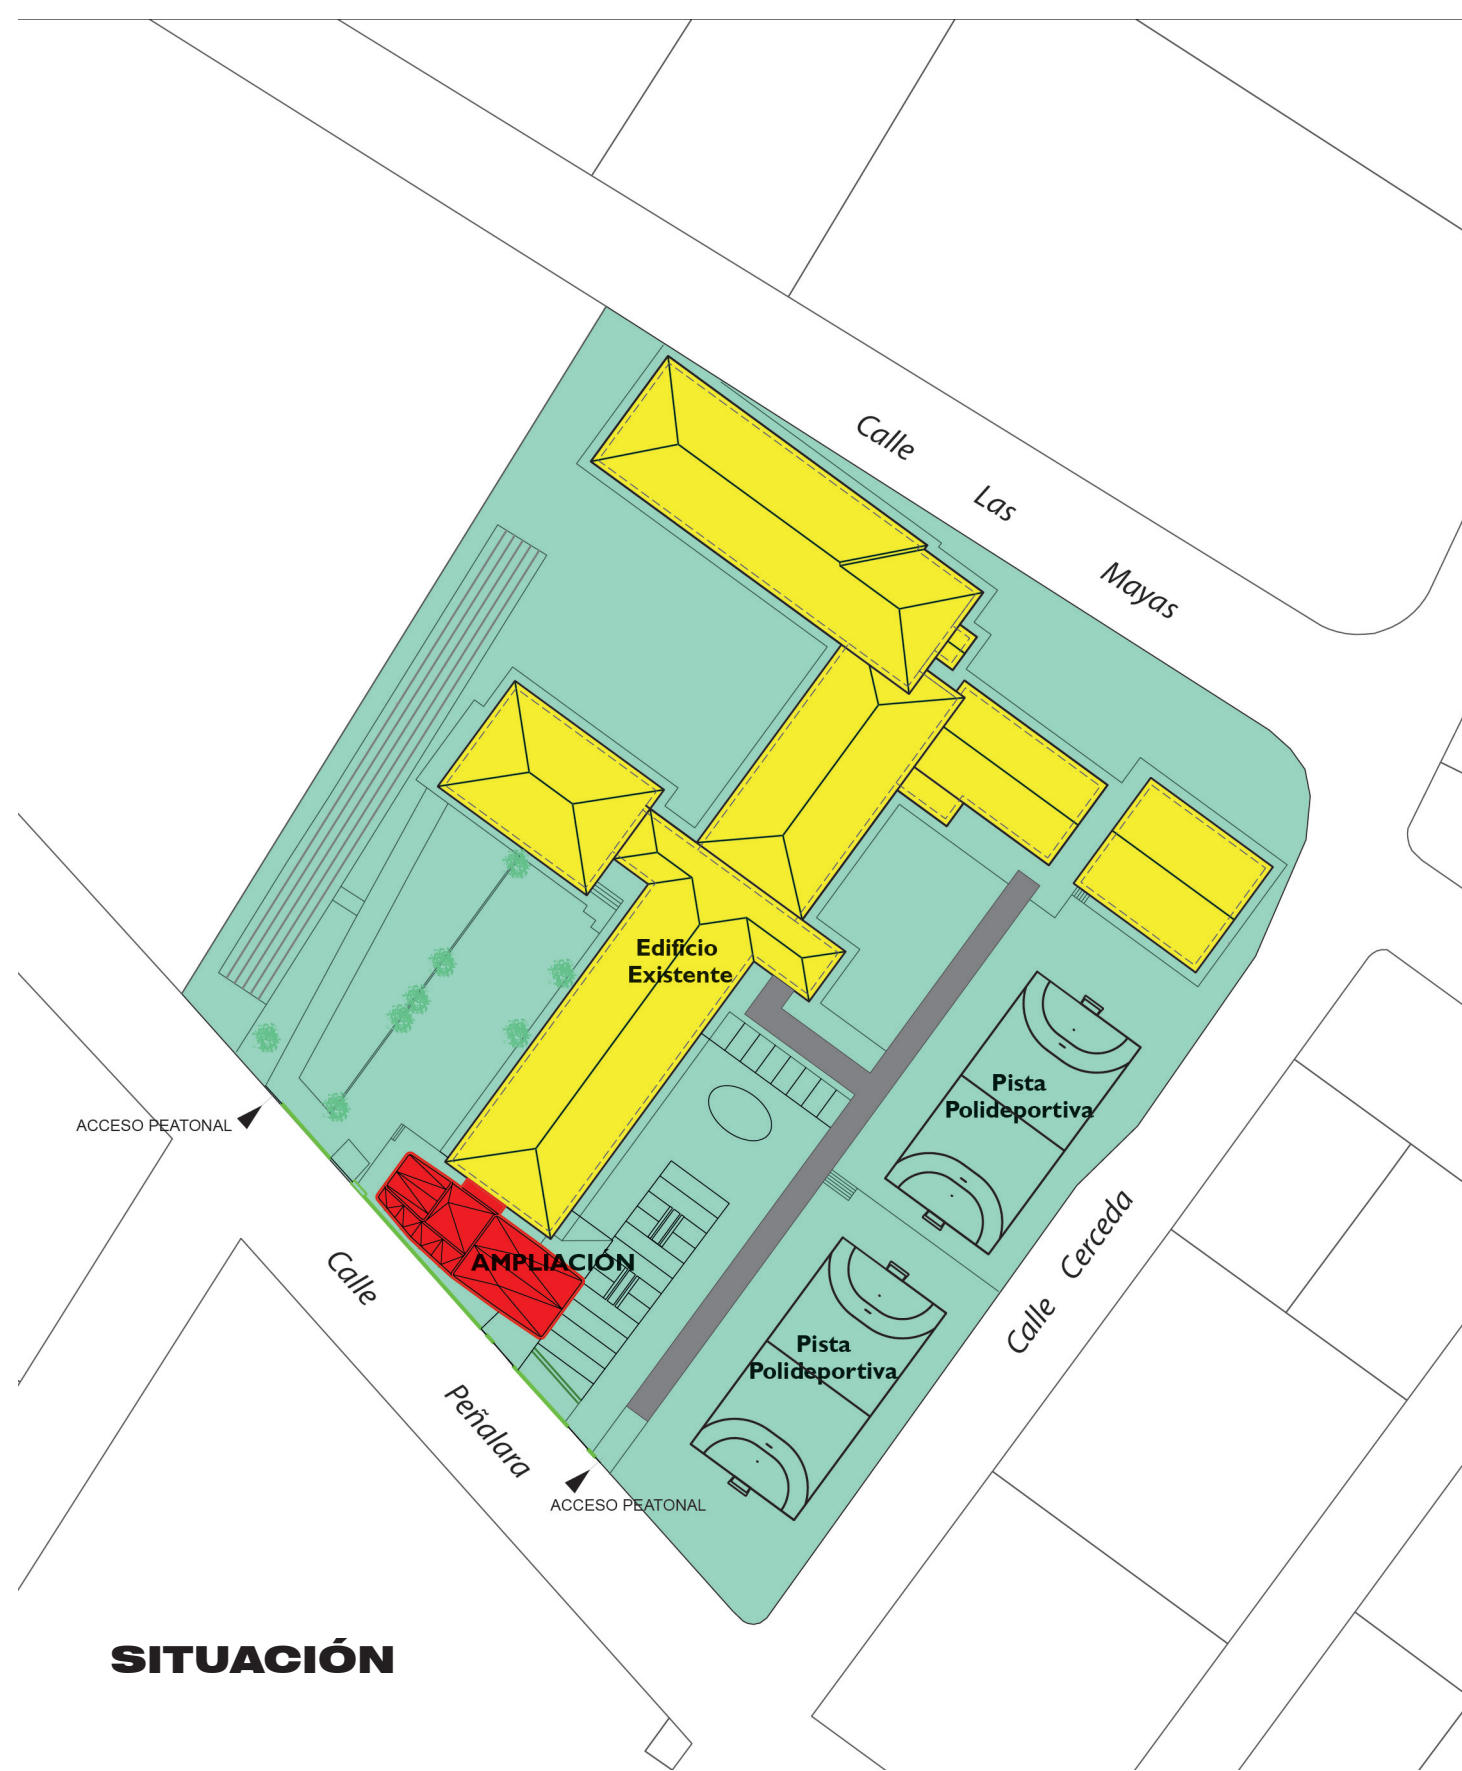 Calle
Las
Mayas
Edificio
Existente
Pista
Polideportiva
ACCESO PEATONAL
Calle Cerceda
AMPLIACIÓN
Calle
Peñalara
Pista
Polideportiva
ACCESO PEATONAL
SITUACIÓN